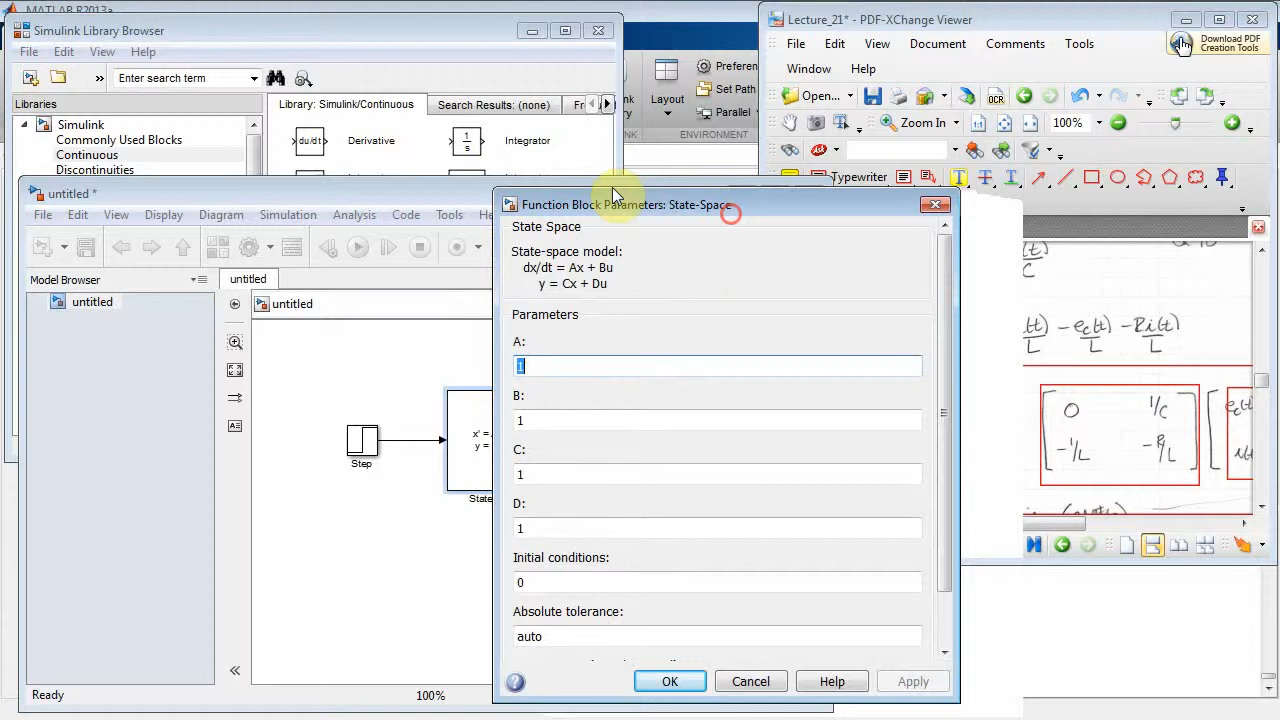 MATLAB R2013a
Simulink Library Browser
File Edit View Help
» Enter search term
Libraries
Library: Simulink/Continuous
Search Results: (none)
Simulink
Commonly Used Blocks
Continuous
Discontinuities
du/dt Derivative
1/s Integrator
Layout
Set Path
Parallel
ENVIRONMENT
Lecture_21* - PDF-XChange Viewer
File Edit View Document Comments Tools
Download PDF
Creation Tools
Window Help
Open...
OCR
Zoom In
100%
Typewriter
untitled *
File Edit View Display Diagram Simulation Analysis Code Tools
Model Browser
untitled
untitled
untitled
Step
Ready
100%
Function Block Parameters: State-Space
State Space
State-space model:
dx/dt = Ax + Bu
y = Cx + Du
Parameters
A:
1
B:
1
C:
1
D:
1
Initial conditions:
0
Absolute tolerance:
auto
OK Cancel Help Apply
C
(t) – ec(t) – Ri(t)
L L L
0 1/C
-1/L -R/L